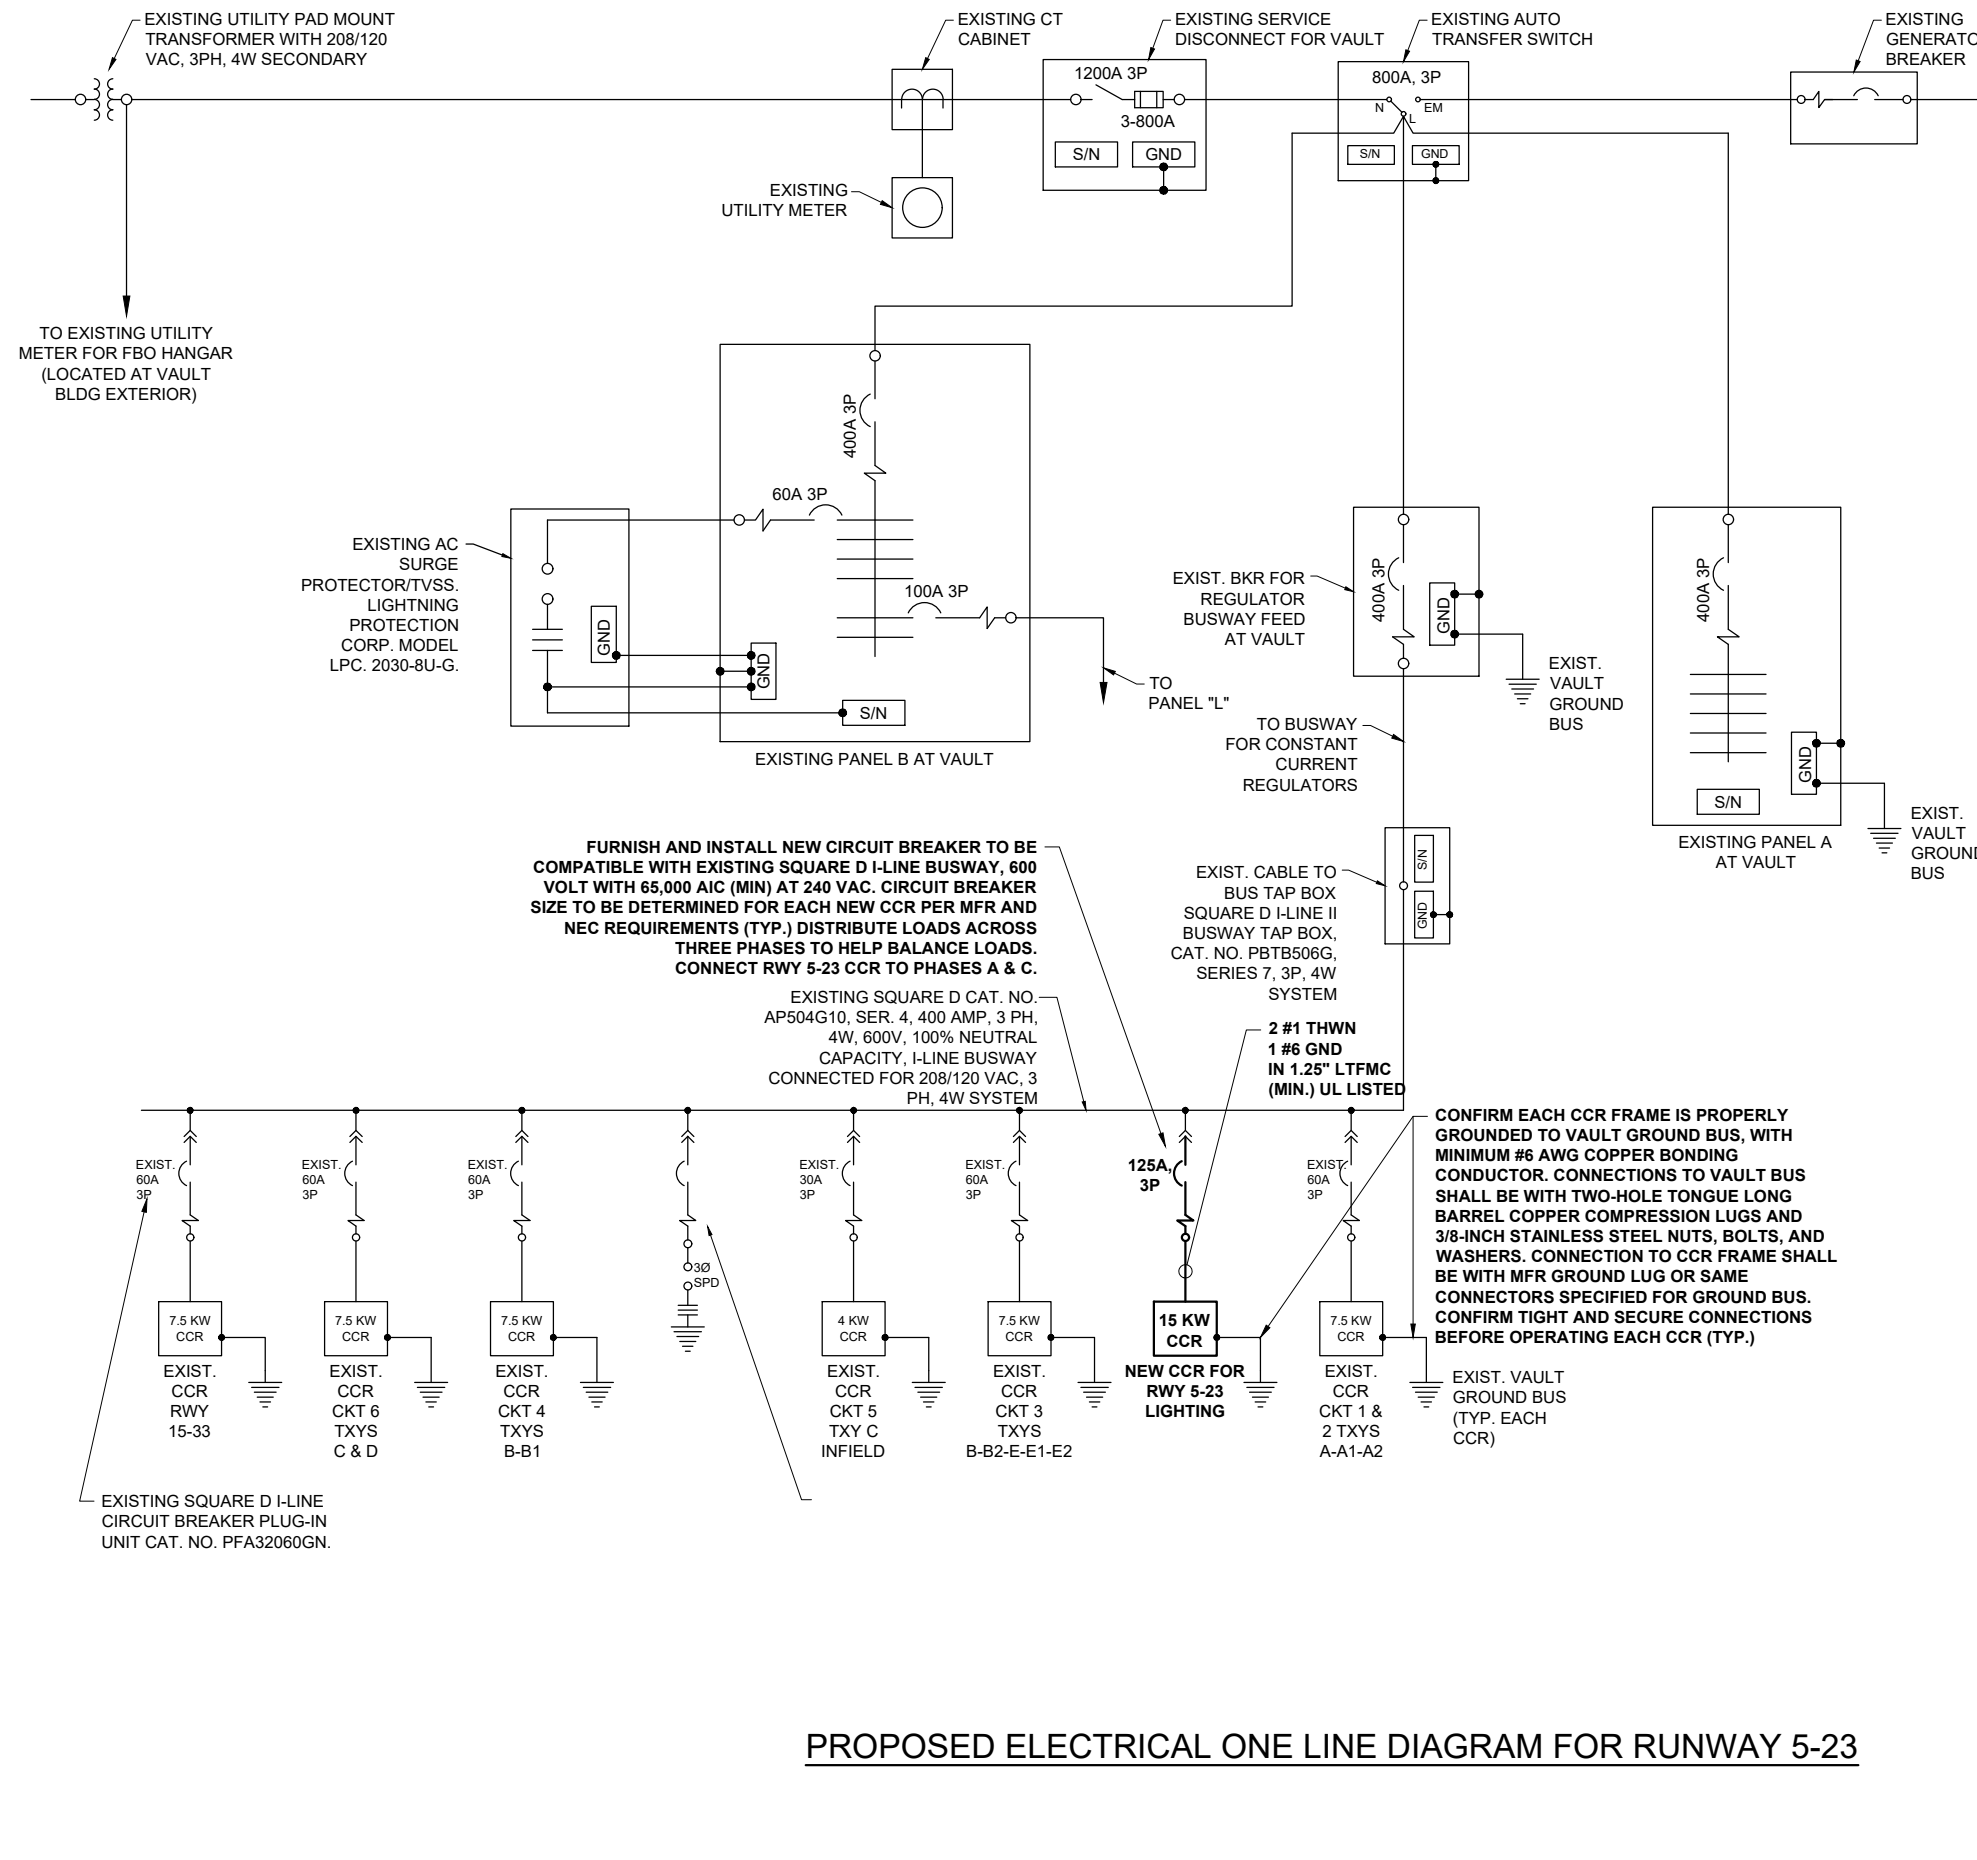 EXISTING UTILITY PAD MOUNT
TRANSFORMER WITH 208/120
VAC, 3PH, 4W SECONDARY
EXISTING CT
CABINET
EXISTING SERVICE
DISCONNECT FOR VAULT
EXISTING AUTO
TRANSFER SWITCH
EXISTING
GENERATO
BREAKER
1200A 3P
3-800A
S/N
GND
800A, 3P
N
EM
L
S/N
GND
EXISTING
UTILITY METER
TO EXISTING UTILITY
METER FOR FBO HANGAR
(LOCATED AT VAULT
BLDG EXTERIOR)
400A 3P
60A 3P
100A 3P
GND
S/N
EXISTING PANEL B AT VAULT
EXISTING AC
SURGE
PROTECTOR/TVSS.
LIGHTNING
PROTECTION
CORP. MODEL
LPC. 2030-8U-G.
GND
TO
PANEL "L"
EXIST. BKR FOR
REGULATOR
BUSWAY FEED
AT VAULT
400A 3P
GND
EXIST.
VAULT
GROUND
BUS
TO BUSWAY
FOR CONSTANT
CURRENT
REGULATORS
400A 3P
GND
S/N
EXISTING PANEL A
AT VAULT
EXIST.
VAULT
GROUND
BUS
FURNISH AND INSTALL NEW CIRCUIT BREAKER TO BE
COMPATIBLE WITH EXISTING SQUARE D I-LINE BUSWAY, 600
VOLT WITH 65,000 AIC (MIN) AT 240 VAC. CIRCUIT BREAKER
SIZE TO BE DETERMINED FOR EACH NEW CCR PER MFR AND
NEC REQUIREMENTS (TYP.) DISTRIBUTE LOADS ACROSS
THREE PHASES TO HELP BALANCE LOADS.
CONNECT RWY 5-23 CCR TO PHASES A & C.
EXIST. CABLE TO
BUS TAP BOX
SQUARE D I-LINE II
BUSWAY TAP BOX,
CAT. NO. PBTB506G,
SERIES 7, 3P, 4W
SYSTEM
S/N
GND
EXISTING SQUARE D CAT. NO.
AP504G10, SER. 4, 400 AMP, 3 PH,
4W, 600V, 100% NEUTRAL
CAPACITY, I-LINE BUSWAY
CONNECTED FOR 208/120 VAC, 3
PH, 4W SYSTEM
2 #1 THWN
1 #6 GND
IN 1.25" LTFMC
(MIN.) UL LISTED
CONFIRM EACH CCR FRAME IS PROPERLY
GROUNDED TO VAULT GROUND BUS, WITH
MINIMUM #6 AWG COPPER BONDING
CONDUCTOR. CONNECTIONS TO VAULT BUS
SHALL BE WITH TWO-HOLE TONGUE LONG
BARREL COPPER COMPRESSION LUGS AND
3/8-INCH STAINLESS STEEL NUTS, BOLTS, AND
WASHERS. CONNECTION TO CCR FRAME SHALL
BE WITH MFR GROUND LUG OR SAME
CONNECTORS SPECIFIED FOR GROUND BUS.
CONFIRM TIGHT AND SECURE CONNECTIONS
BEFORE OPERATING EACH CCR (TYP.)
EXIST.
60A
3P
7.5 KW
CCR
EXIST.
CCR
RWY
15-33
EXIST.
60A
3P
7.5 KW
CCR
EXIST.
CCR
CKT 6
TXYS
C & D
EXIST.
60A
3P
7.5 KW
CCR
EXIST.
CCR
CKT 4
TXYS
B-B1
3Ø
SPD
EXIST.
30A
3P
4 KW
CCR
EXIST.
CCR
CKT 5
TXY C
INFIELD
EXIST.
60A
3P
7.5 KW
CCR
EXIST.
CCR
CKT 3
TXYS
B-B2-E-E1-E2
125A,
3P
15 KW
CCR
NEW CCR FOR
RWY 5-23
LIGHTING
EXIST.
60A
3P
7.5 KW
CCR
EXIST.
CCR
CKT 1 &
2 TXYS
A-A1-A2
EXIST. VAULT
GROUND BUS
(TYP. EACH
CCR)
EXISTING SQUARE D I-LINE
CIRCUIT BREAKER PLUG-IN
UNIT CAT. NO. PFA32060GN.
PROPOSED ELECTRICAL ONE LINE DIAGRAM FOR RUNWAY 5-23